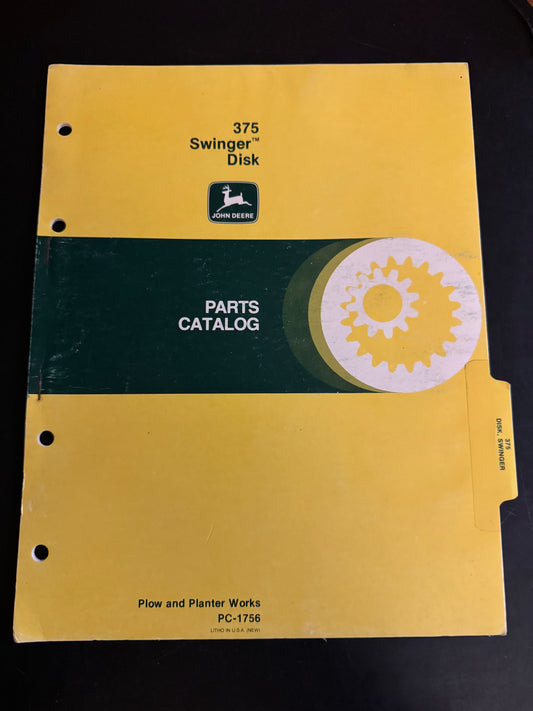 375
Swinger™
Disk
JOHN DEERE
PARTS
CATALOG
375
DISK, SWINGER
Plow and Planter Works
PC-1756
LITHO IN U.S.A. (NEW)